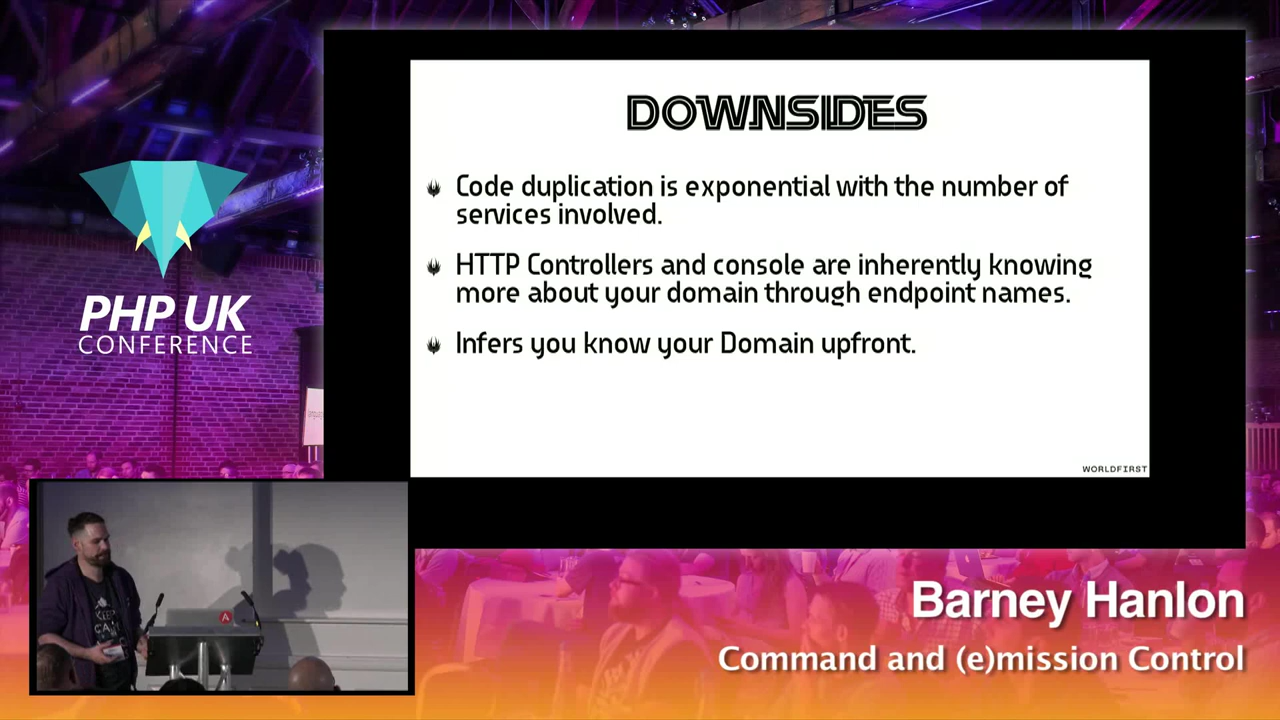 DOWNSIDES
Code duplication is exponential with the number of
services involved.
HTTP Controllers and console are inherently knowing
more about your domain through endpoint names.
Infers you know your Domain upfront.
WORLDFIRST
PHP UK
CONFERENCE
KEEP
CALM
A
Barney Hanlon
Command and (e)mission Control